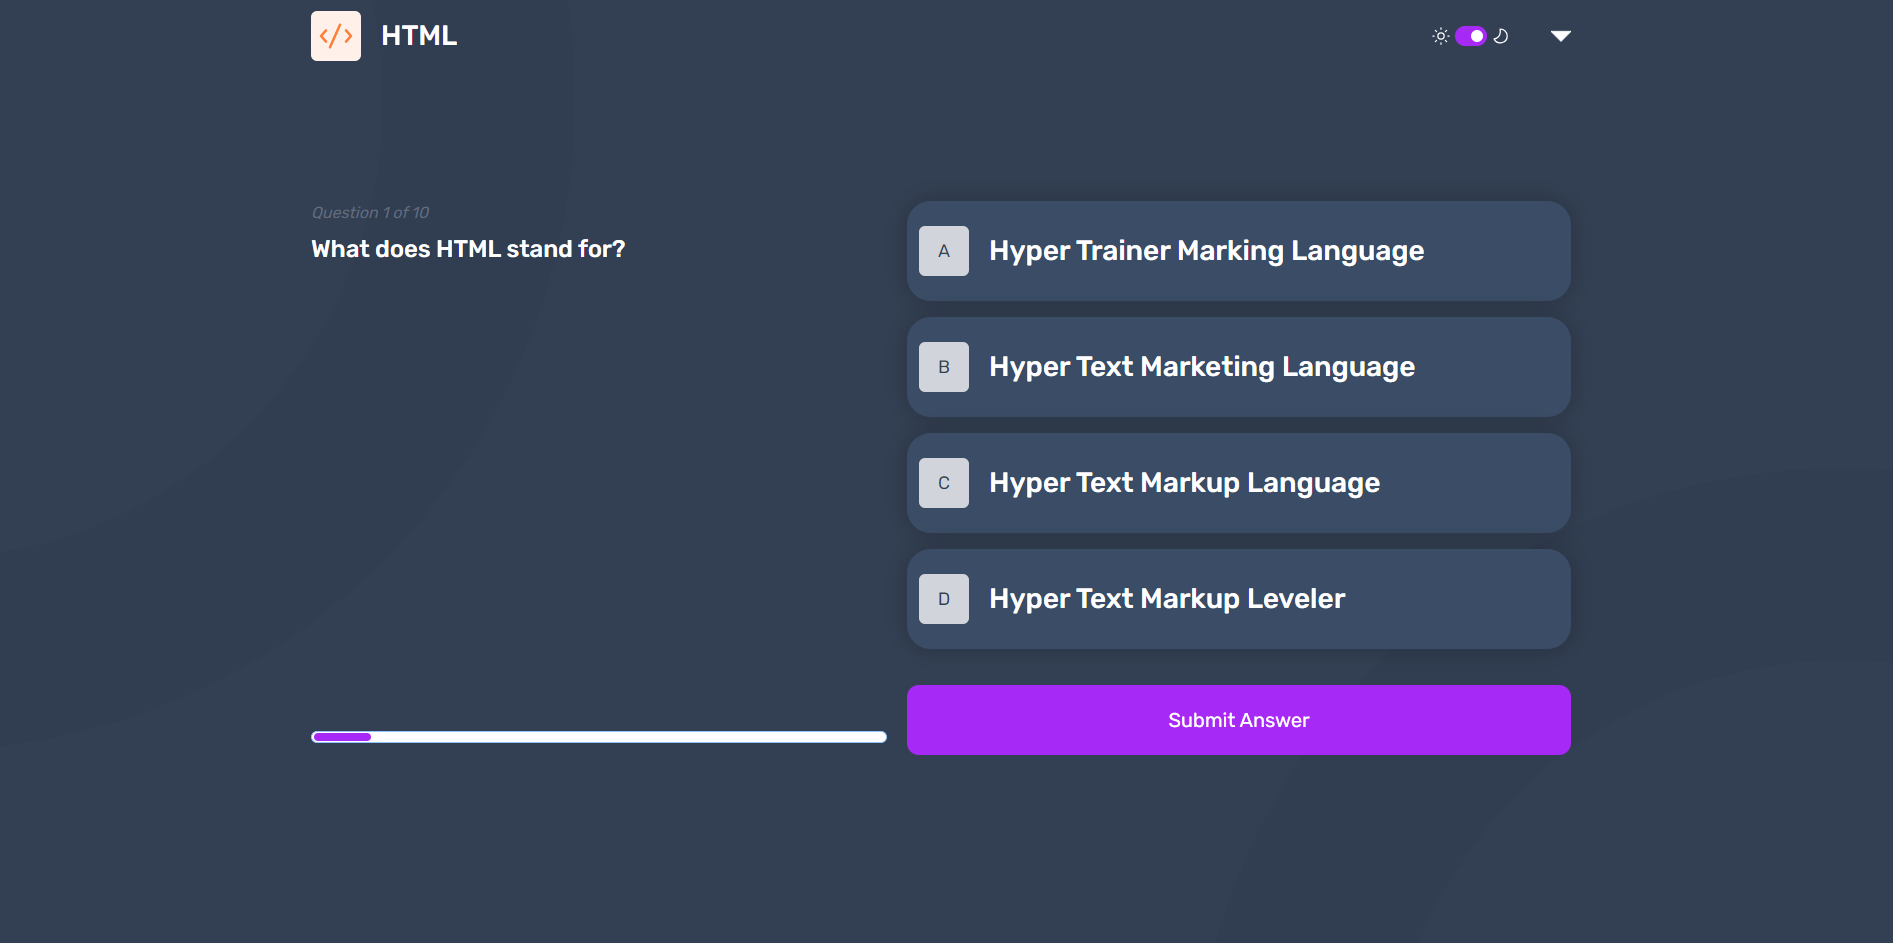 HTML
Question 1 of 10
What does HTML stand for?
A Hyper Trainer Marking Language
B Hyper Text Marketing Language
C Hyper Text Markup Language
D Hyper Text Markup Leveler
Submit Answer